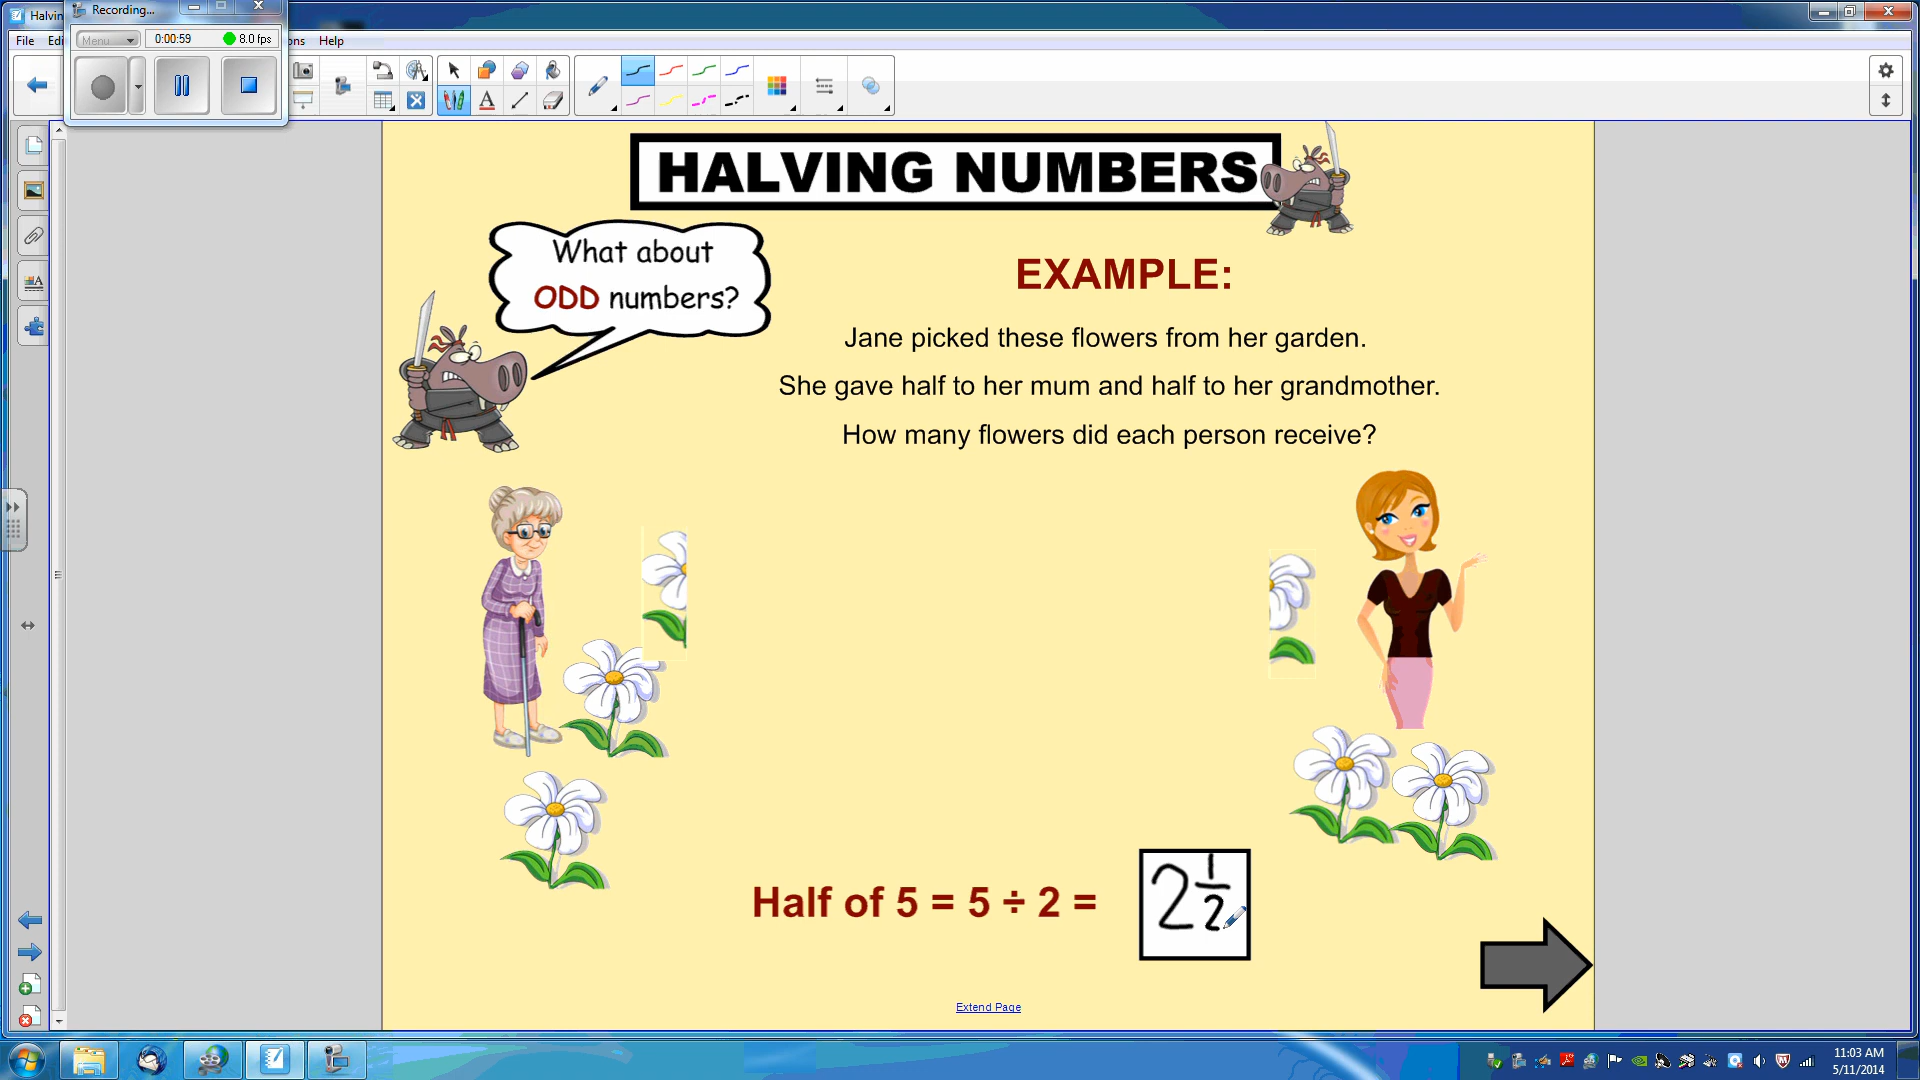 Halvin
Recording...
File Edi
ons Help
Menu
0:00:59
8.0 fps
HALVING NUMBERS
What about
ODD numbers?
EXAMPLE:
Jane picked these flowers from her garden.
She gave half to her mum and half to her grandmother.
How many flowers did each person receive?
Half of 5 = 5 ÷ 2 = 2 1/2
Extend Page
11:03 AM
5/11/2014